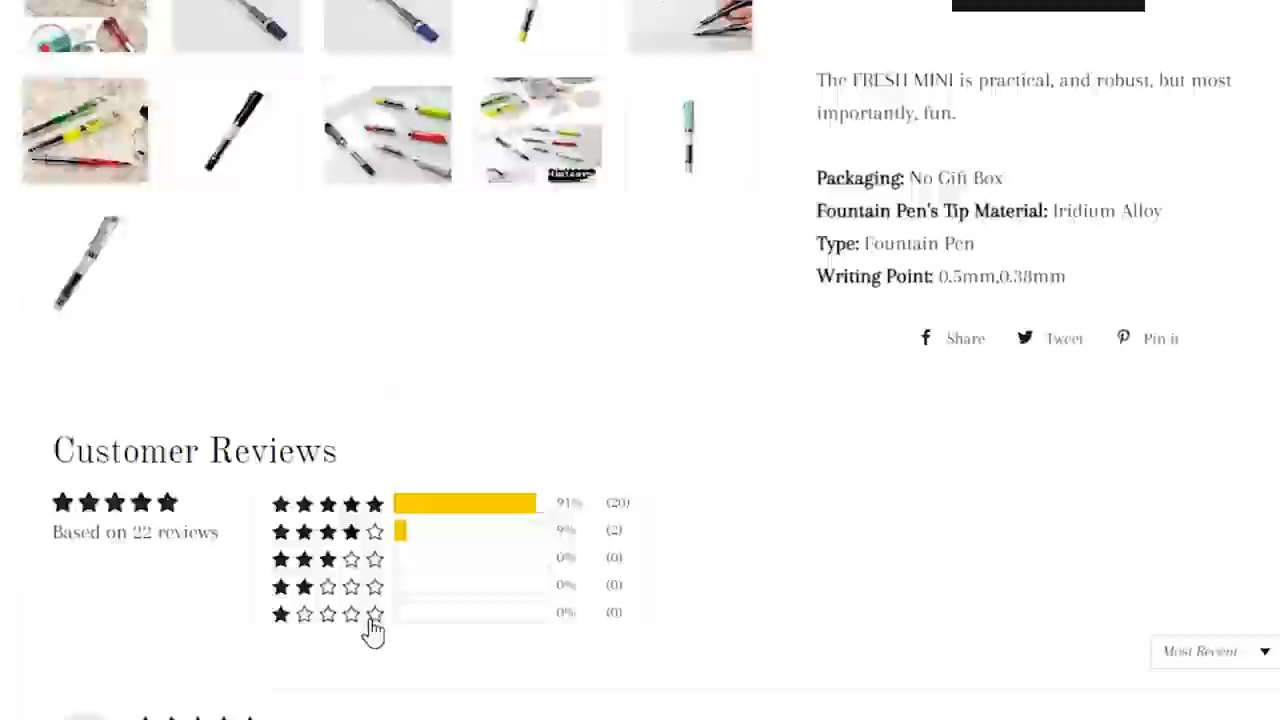 The FRESH MINI is practical, and robust, but most
importantly, fun.
Packaging: No Gift Box
Fountain Pen's Tip Material: Iridium Alloy
Type: Fountain Pen
Writing Point: 0.5mm,0.38mm
Share Tweet Pin it
Customer Reviews
Based on 22 reviews
91% (20)
9% (2)
0% (0)
0% (0)
0% (0)
Most Recent